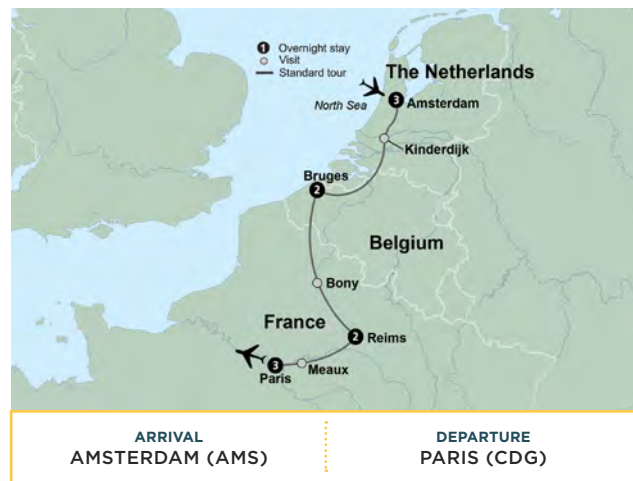 1 Overnight stay
Visit
Standard tour
The Netherlands
North Sea
3 Amsterdam
Kinderdijk
Bruges
2
Belgium
Bony
France
2 Reims
3
Paris
Meaux
ARRIVAL
AMSTERDAM (AMS)
DEPARTURE
PARIS (CDG)